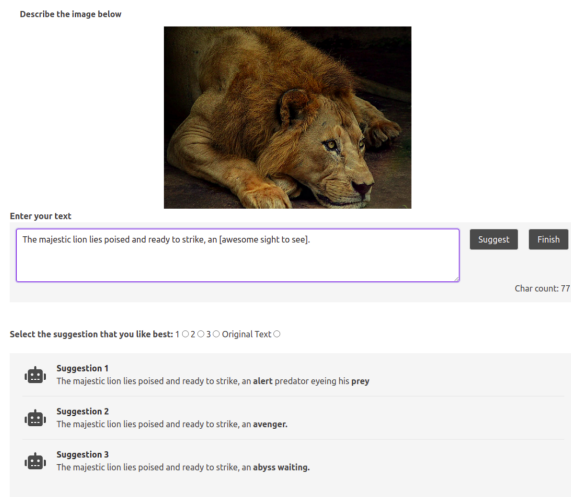 Describe the image below
Enter your text
The majestic lion lies poised and ready to strike, an [awesome sight to see].
Suggest
Finish
Char count: 77
Select the suggestion that you like best: 1 2 3 Original Text
Suggestion 1
The majestic lion lies poised and ready to strike, an alert predator eyeing his prey
Suggestion 2
The majestic lion lies poised and ready to strike, an avenger.
Suggestion 3
The majestic lion lies poised and ready to strike, an abyss waiting.